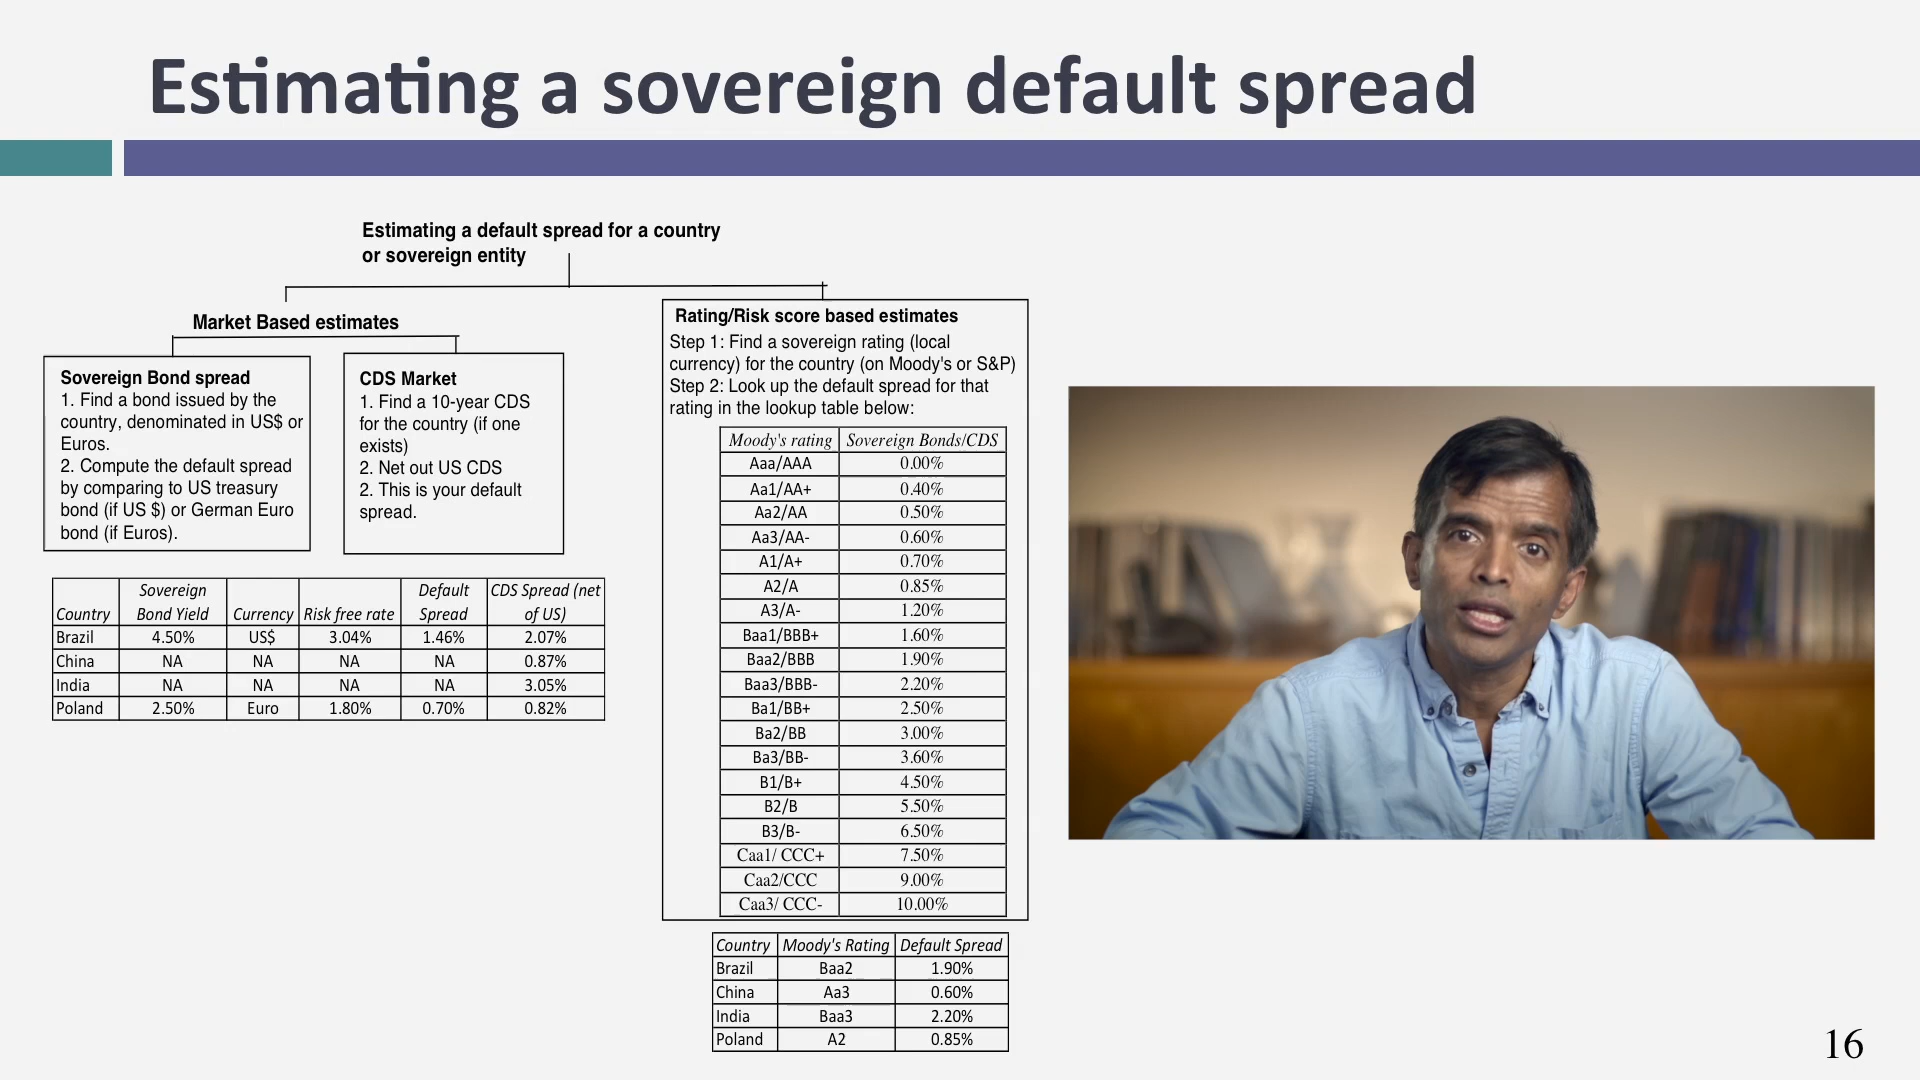 Estimating a sovereign default spread
Estimating a default spread for a country
or sovereign entity
Market Based estimates
Sovereign Bond spread
1. Find a bond issued by the
country, denominated in US$ or
Euros.
2. Compute the default spread
by comparing to US treasury
bond (if US $) or German Euro
bond (if Euros).
CDS Market
1. Find a 10-year CDS
for the country (if one
exists)
2. Net out US CDS
2. This is your default
spread.
Country Sovereign Bond Yield Currency Risk free rate Default Spread CDS Spread (net of US)
Brazil 4.50% US$ 3.04% 1.46% 2.07%
China NA NA NA NA 0.87%
India NA NA NA NA 3.05%
Poland 2.50% Euro 1.80% 0.70% 0.82%
Rating/Risk score based estimates
Step 1: Find a sovereign rating (local
currency) for the country (on Moody's or S&P)
Step 2: Look up the default spread for that
rating in the lookup table below:
Moody's rating Sovereign Bonds/CDS
Aaa/AAA 0.00%
Aa1/AA+ 0.40%
Aa2/AA 0.50%
Aa3/AA- 0.60%
A1/A+ 0.70%
A2/A 0.85%
A3/A- 1.20%
Baa1/BBB+ 1.60%
Baa2/BBB 1.90%
Baa3/BBB- 2.20%
Ba1/BB+ 2.50%
Ba2/BB 3.00%
Ba3/BB- 3.60%
B1/B+ 4.50%
B2/B 5.50%
B3/B- 6.50%
Caa1/ CCC+ 7.50%
Caa2/CCC 9.00%
Caa3/ CCC- 10.00%
Country Moody's Rating Default Spread
Brazil Baa2 1.90%
China Aa3 0.60%
India Baa3 2.20%
Poland A2 0.85%
16